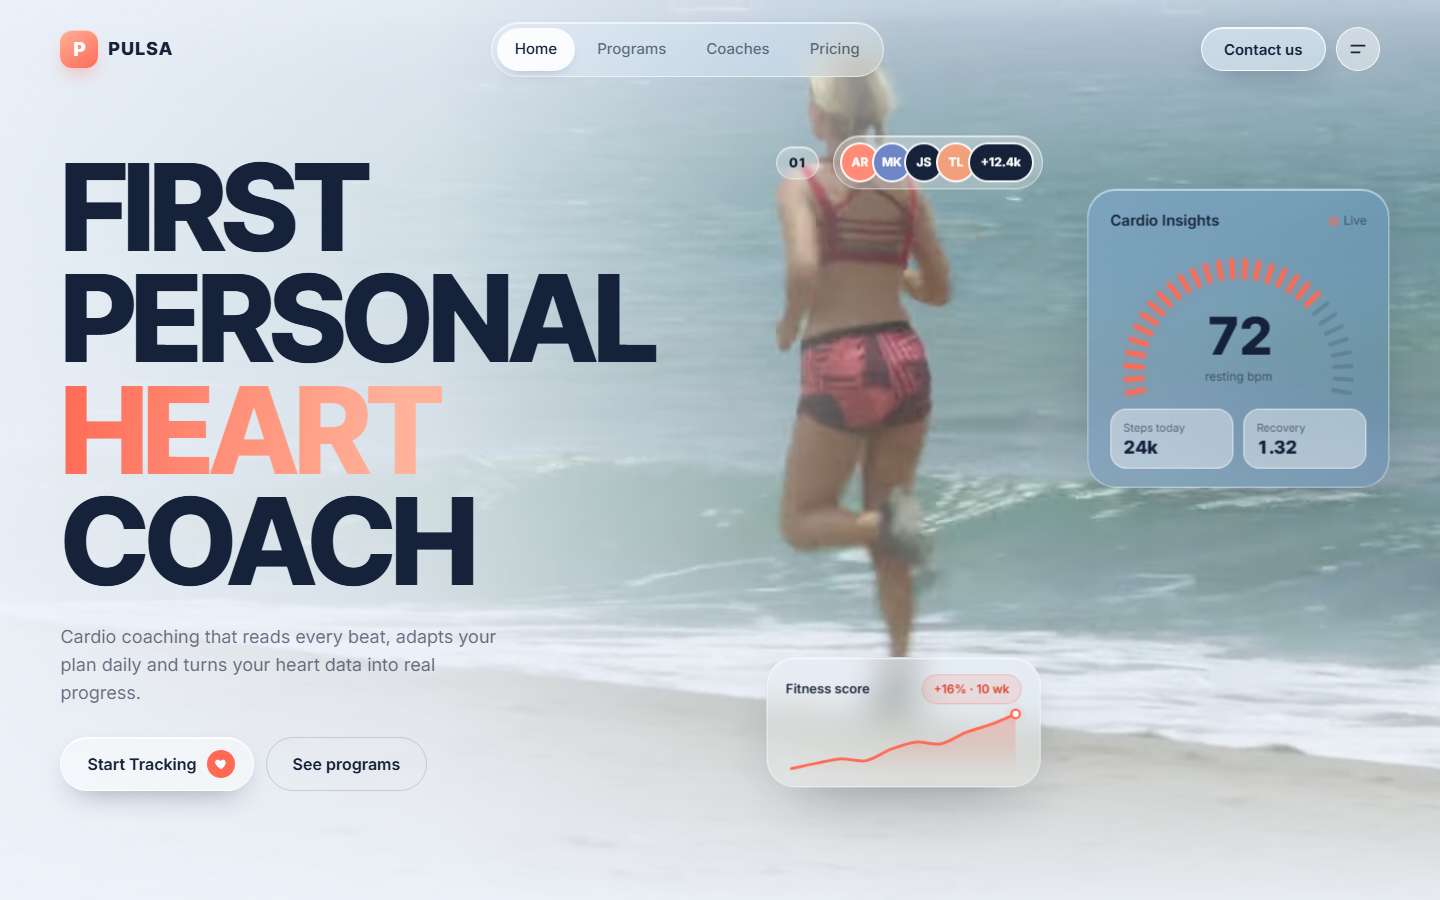 P PULSA
Home Programs Coaches Pricing
Contact us
01 AR MK JS TL +12.4k
FIRST
PERSONAL
HEART
COACH
Cardio coaching that reads every beat, adapts your
plan daily and turns your heart data into real
progress.
Start Tracking See programs
Cardio Insights Live
72
resting bpm
Steps today
24k
Recovery
1.32
Fitness score +16% · 10 wk